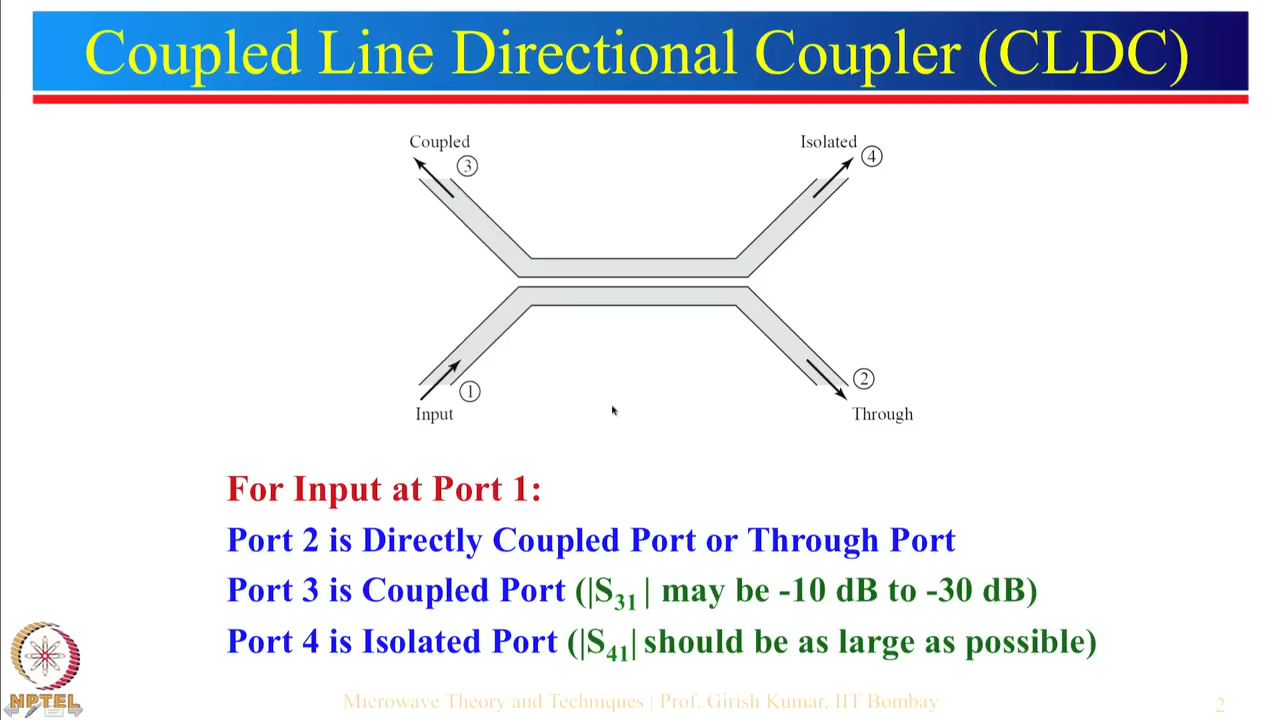 Coupled Line Directional Coupler (CLDC)
Coupled
③
Isolated
④
①
Input
②
Through
For Input at Port 1:
Port 2 is Directly Coupled Port or Through Port
Port 3 is Coupled Port (|S₃₁| may be -10 dB to -30 dB)
Port 4 is Isolated Port (|S₄₁| should be as large as possible)
NPTEL
Microwave Theory and Techniques | Prof. Girish Kumar, IIT Bombay
2